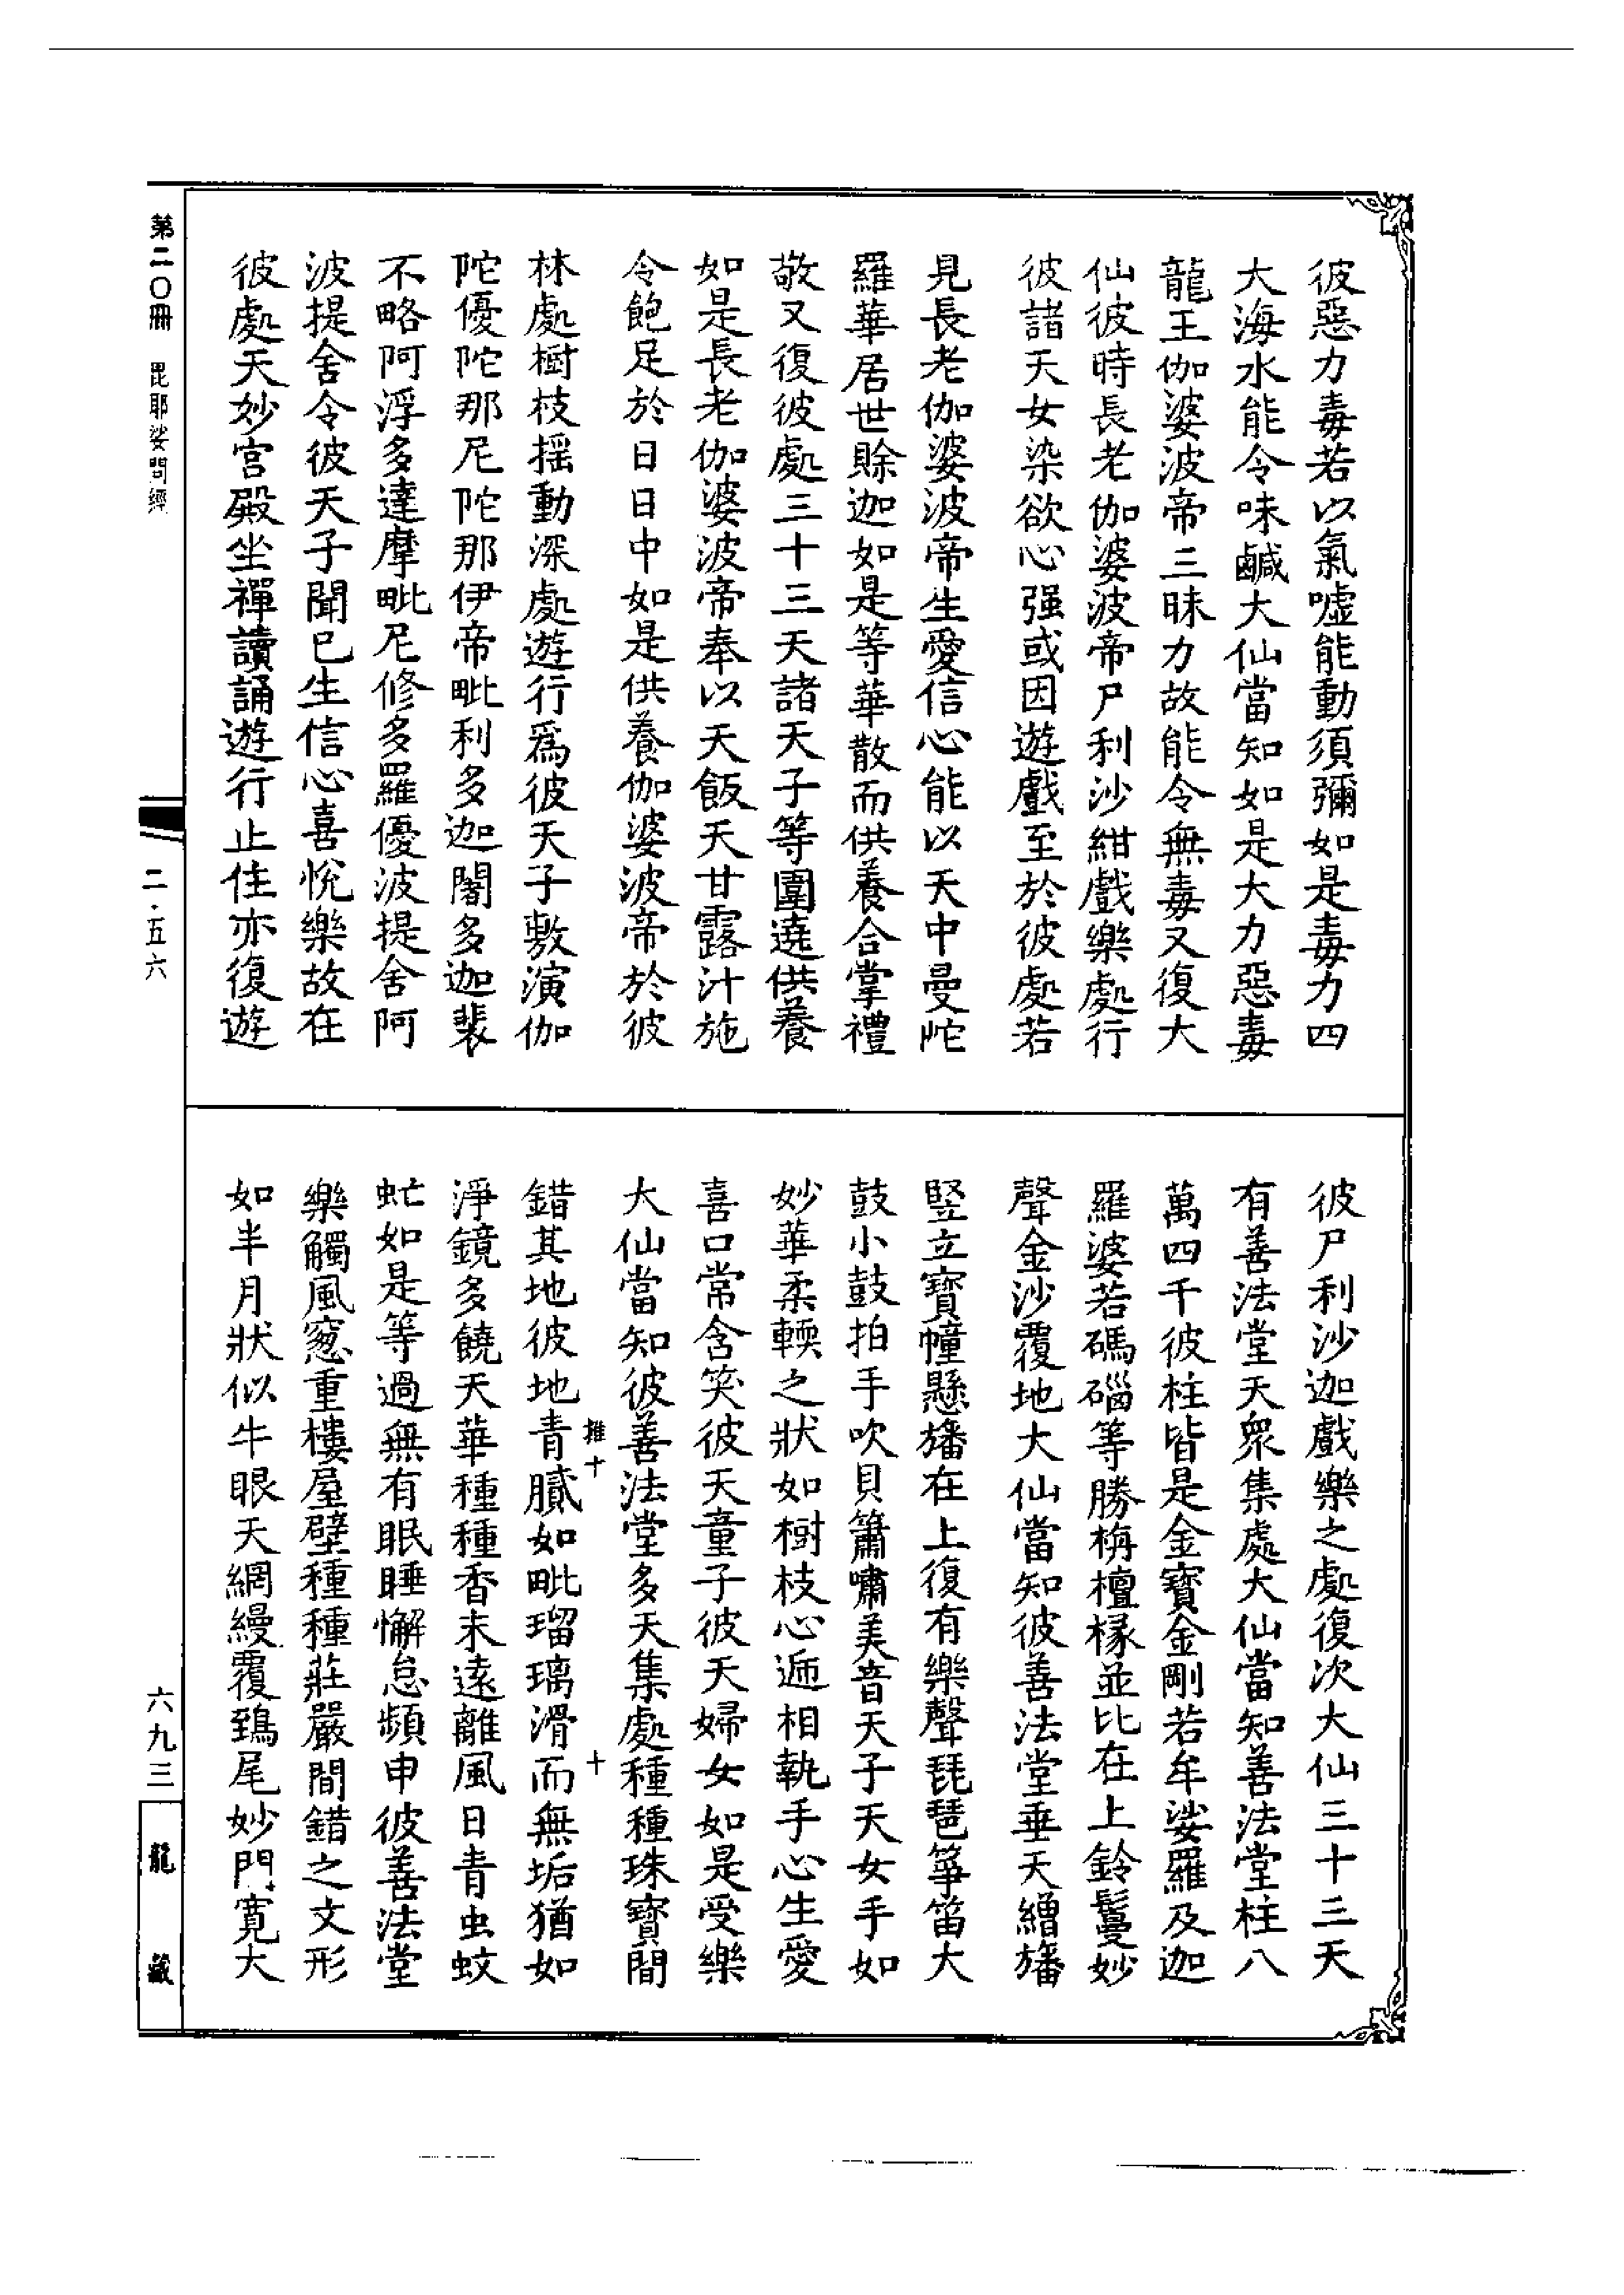 彼惡力毒若以氣噓能動須彌如是毒力四
大海水能令味鹹大仙當知如是大力惡毒
龍王伽婆波帝三昧力故能令無毒又復大
仙彼時長老伽婆波帝尸利沙紺戲樂處行
彼諸天女染欲心强或因遊戲至於彼處若
見長老伽婆波帝生愛信心能以天中曼陀
羅華居世賒迦如是等華散而供養合掌禮
敬又復彼處三十三天諸天子等圍遶供養
如是長老伽婆波帝奉以天飯天甘露汁施
令飽足於日日中如是供養伽婆波帝於彼
林處樹枝揺動深處遊行爲彼天子敷演伽
陀優陀那尼陀那伊帝毗利多迦闍多迦裴
不略阿浮多達摩毗尼修多羅優波提舍阿
波提舍令彼天子聞已生信心喜悅樂故在
彼處天妙宫殿坐禪讀誦遊行止住亦復遊
彼尸利沙迦戲樂之處復次大仙三十三天
有善法堂天衆集處大仙當知善法堂柱八
萬四千彼柱皆是金寶金剛若牟娑羅及迦
羅婆若碼碯等勝栴檀椽並比在上鈴鬘妙
聲金沙覆地大仙當知彼善法堂垂天繒旛
竪立寶幢懸旛在上復有樂聲琵琶箏笛大
鼓小鼓拍手吹貝簫嘯美音天子天女手如
妙華柔輭之狀如樹枝心遞相執手心生愛
喜口常含笑彼天童子彼天婦女如是受樂
大仙當知彼善法堂多天集處種種珠寶間
推十
十
錯其地彼地青膩如毗瑠璃滑而無垢猶如
淨鏡多饒天華種種香末遠離風日青虫蚊
虻如是等過無有眠睡懈怠頻申彼善法堂
樂觸風窓重樓屋壁種種莊嚴間錯之文形
如半月狀似牛眼天網縵覆鵄尾妙門寬大
第二〇冊
毘耶娑問經
二·五六
六九三
龍藏